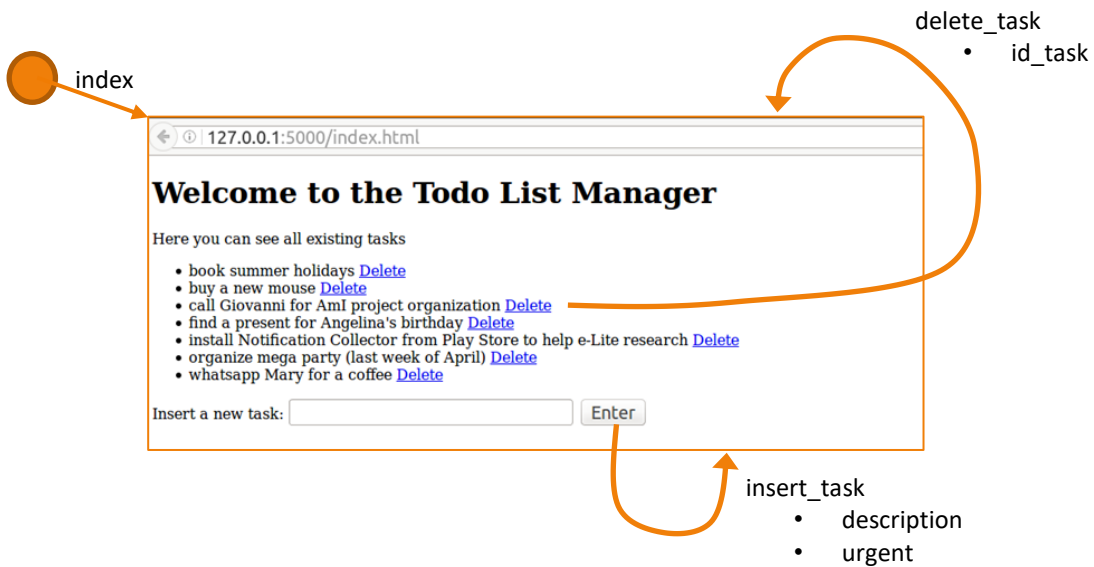 delete_task
• id_task
index
127.0.0.1:5000/index.html
Welcome to the Todo List Manager
Here you can see all existing tasks
• book summer holidays Delete
• buy a new mouse Delete
• call Giovanni for AmI project organization Delete
• find a present for Angelina's birthday Delete
• install Notification Collector from Play Store to help e-Lite research Delete
• organize mega party (last week of April) Delete
• whatsapp Mary for a coffee Delete
Insert a new task: Enter
insert_task
• description
• urgent